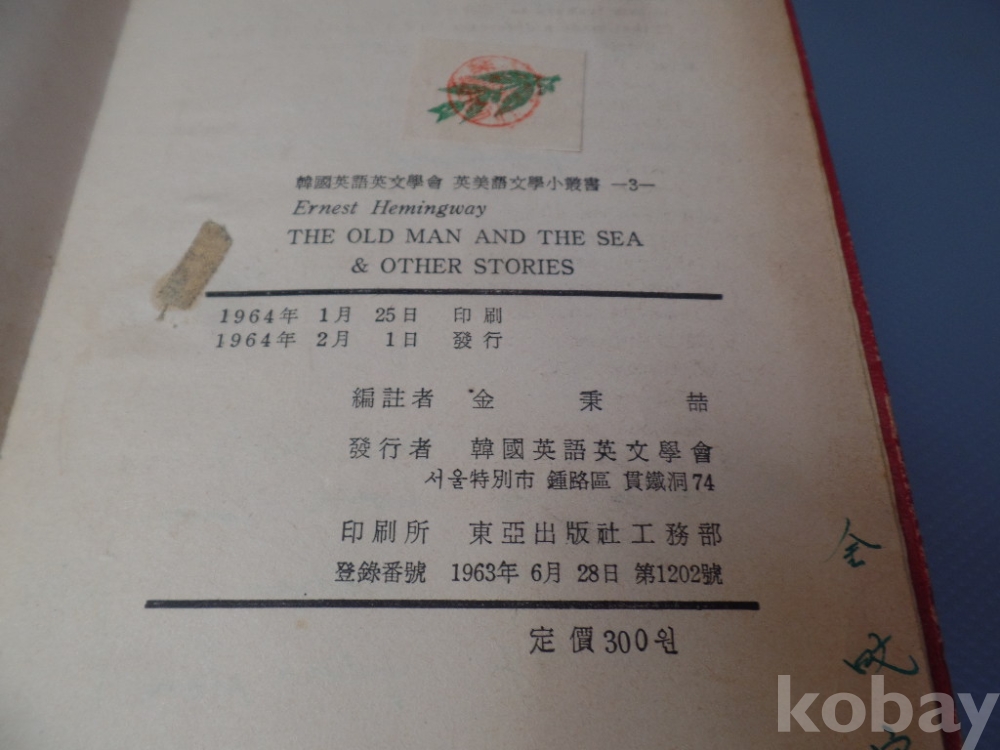 韓國英語英文學會 英美語文學小叢書 —3—
Ernest Hemingway
THE OLD MAN AND THE SEA
& OTHER STORIES
1964年 1月 25日 印刷
1964年 2月 1日 發行
編註者 金秉喆
發行者 韓國英語英文學會
서울特別市 鍾路區 貫鐵洞74
印刷所 東亞出版社工務部
登錄番號 1963年 6月 28日 第1202號
定價300원
kobay